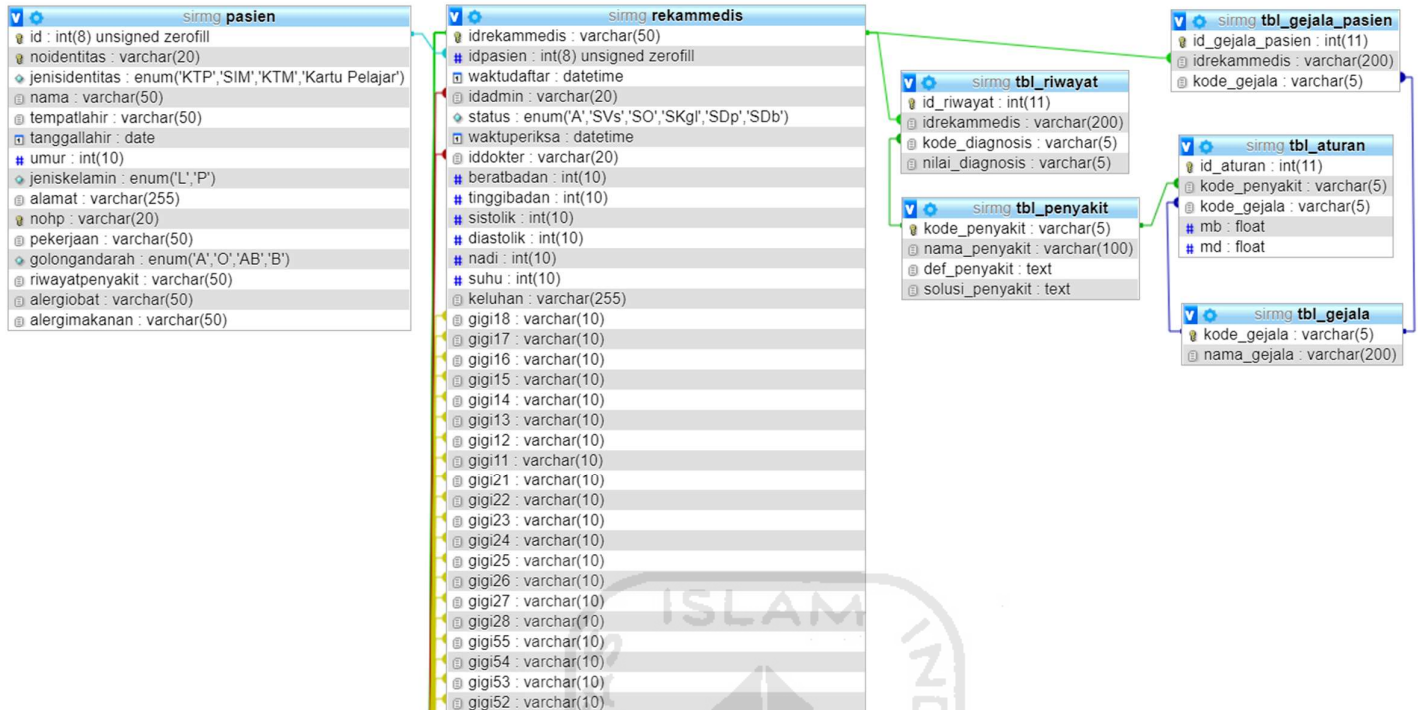 sirmg pasien
id : int(8) unsigned zerofill
noidentitas : varchar(20)
jenisidentitas : enum('KTP','SIM','KTM','Kartu Pelajar')
nama : varchar(50)
tempatlahir : varchar(50)
tanggallahir : date
umur : int(10)
jeniskelamin : enum('L','P')
alamat : varchar(255)
nohp : varchar(20)
pekerjaan : varchar(50)
golongandarah : enum('A','O','AB','B')
riwayatpenyakit : varchar(50)
alergiobat : varchar(50)
alergimakanan : varchar(50)
sirmg rekammedis
idrekammedis : varchar(50)
idpasien : int(8) unsigned zerofill
waktudaftar : datetime
idadmin : varchar(20)
status : enum('A','SVs','SO','SKgl','SDp','SDb')
waktuperiksa : datetime
iddokter : varchar(20)
beratbadan : int(10)
tinggibadan : int(10)
sistolik : int(10)
diastolik : int(10)
nadi : int(10)
suhu : int(10)
keluhan : varchar(255)
gigi18 : varchar(10)
gigi17 : varchar(10)
gigi16 : varchar(10)
gigi15 : varchar(10)
gigi14 : varchar(10)
gigi13 : varchar(10)
gigi12 : varchar(10)
gigi11 : varchar(10)
gigi21 : varchar(10)
gigi22 : varchar(10)
gigi23 : varchar(10)
gigi24 : varchar(10)
gigi25 : varchar(10)
gigi26 : varchar(10)
gigi27 : varchar(10)
gigi28 : varchar(10)
gigi55 : varchar(10)
gigi54 : varchar(10)
gigi53 : varchar(10)
gigi52 : varchar(10)
sirmg tbl_riwayat
id_riwayat : int(11)
idrekammedis : varchar(200)
kode_diagnosis : varchar(5)
nilai_diagnosis : varchar(5)
sirmg tbl_penyakit
kode_penyakit : varchar(5)
nama_penyakit : varchar(100)
def_penyakit : text
solusi_penyakit : text
sirmg tbl_gejala_pasien
id_gejala_pasien : int(11)
idrekammedis : varchar(200)
kode_gejala : varchar(5)
sirmg tbl_aturan
id_aturan : int(11)
kode_penyakit : varchar(5)
kode_gejala : varchar(5)
mb : float
md : float
sirmg tbl_gejala
kode_gejala : varchar(5)
nama_gejala : varchar(200)
ISLAM